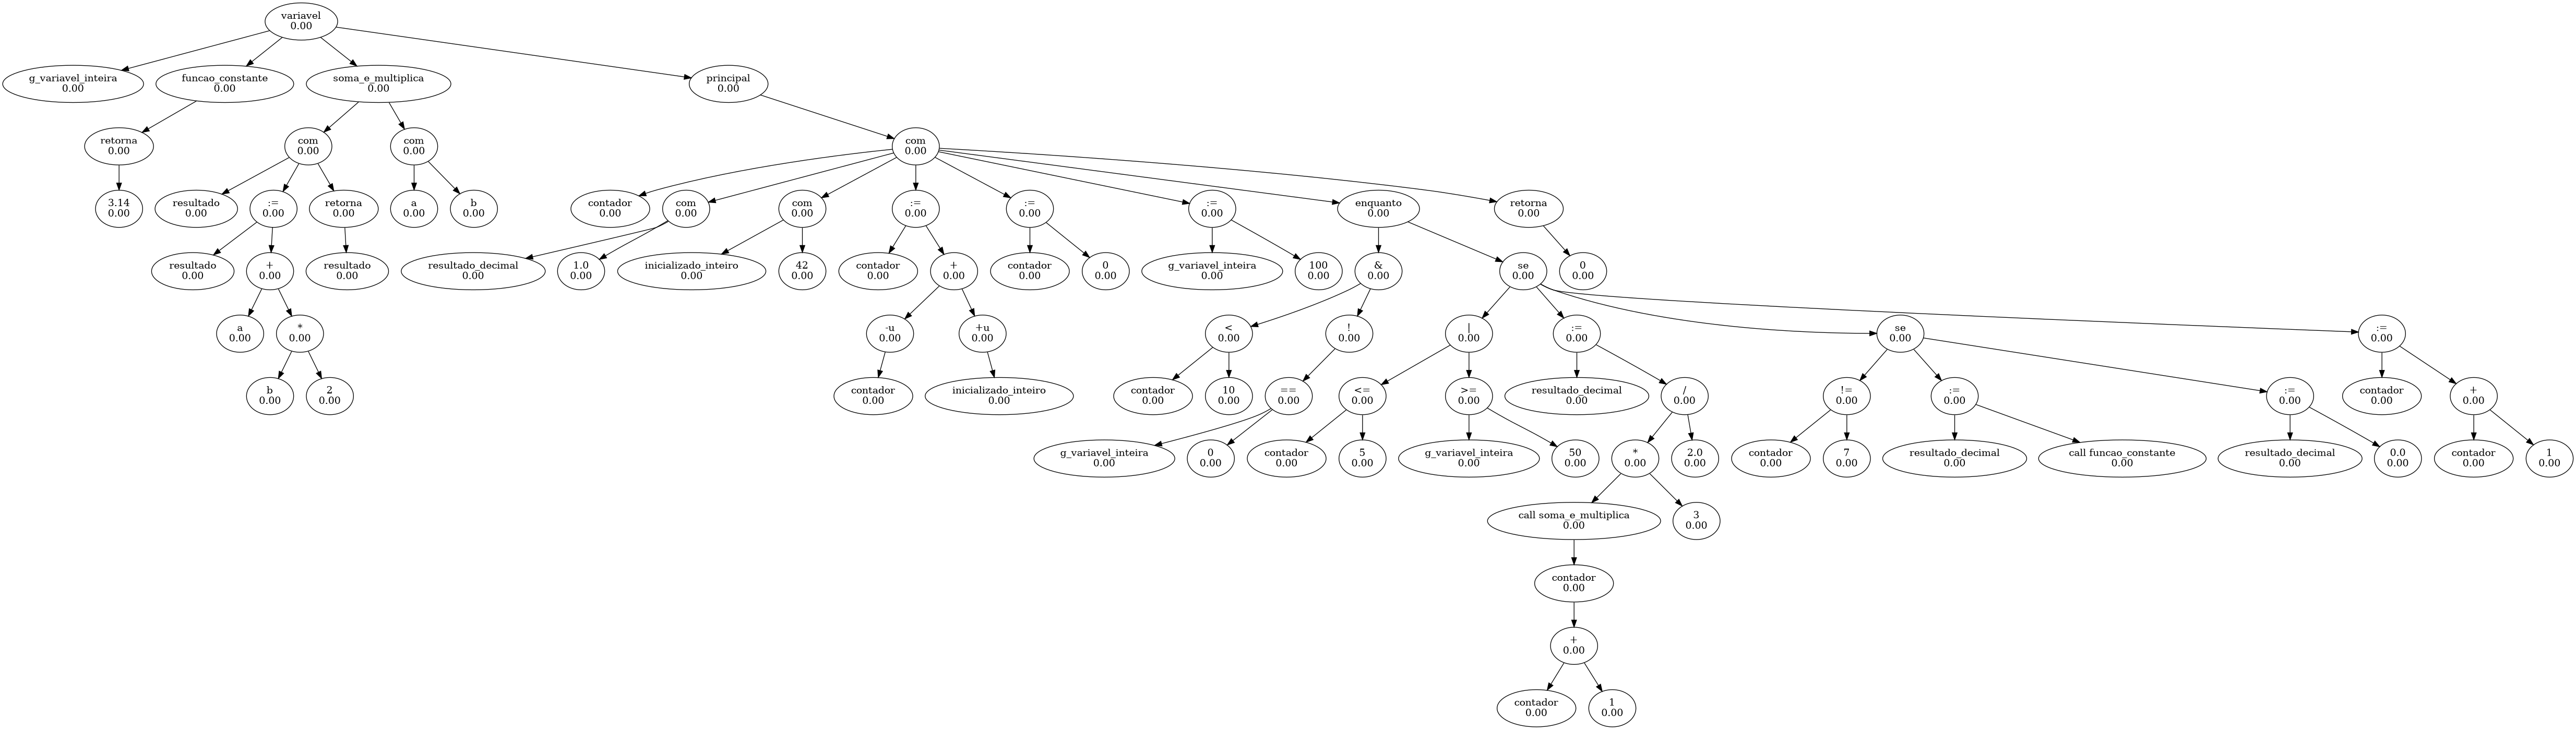 variavel
0.00
g_variavel_inteira
0.00
funcao_constante
0.00
soma_e_multiplica
0.00
principal
0.00
retorna
0.00
com
0.00
com
0.00
com
0.00
3.14
0.00
resultado
0.00
:=
0.00
retorna
0.00
a
0.00
b
0.00
contador
0.00
com
0.00
com
0.00
:=
0.00
:=
0.00
:=
0.00
enquanto
0.00
retorna
0.00
resultado
0.00
+
0.00
resultado
0.00
resultado_decimal
0.00
1.0
0.00
inicializado_inteiro
0.00
42
0.00
contador
0.00
+
0.00
contador
0.00
0
0.00
g_variavel_inteira
0.00
100
0.00
&
0.00
se
0.00
0
0.00
a
0.00
*
0.00
-u
0.00
+u
0.00
<
0.00
!
0.00
|
0.00
:=
0.00
se
0.00
:=
0.00
b
0.00
2
0.00
contador
0.00
inicializado_inteiro
0.00
contador
0.00
10
0.00
==
0.00
<=
0.00
>=
0.00
resultado_decimal
0.00
/
0.00
!=
0.00
:=
0.00
:=
0.00
contador
0.00
+
0.00
g_variavel_inteira
0.00
0
0.00
contador
0.00
5
0.00
g_variavel_inteira
0.00
50
0.00
*
0.00
2.0
0.00
contador
0.00
7
0.00
resultado_decimal
0.00
call funcao_constante
0.00
resultado_decimal
0.00
0.0
0.00
contador
0.00
1
0.00
call soma_e_multiplica
0.00
3
0.00
contador
0.00
+
0.00
contador
0.00
1
0.00